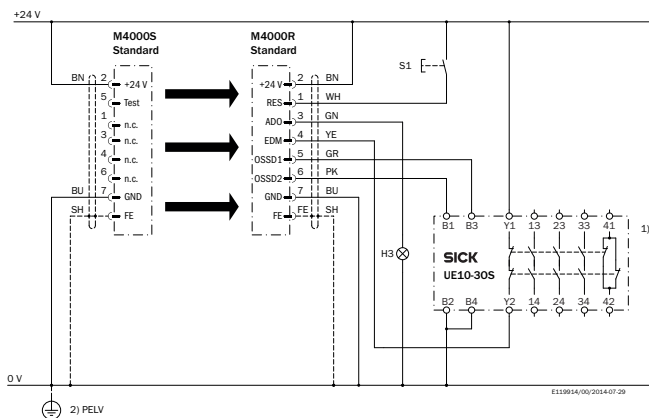 +24 V
M4000S
Standard
M4000R
Standard
BN 2 +24 V
5 Test
1 n.c.
3 n.c.
4 n.c.
6 n.c.
BU 7 GND
SH FE
+24 V 2 BN
RES 1 WH
ADO 3 GN
EDM 4 YE
OSSD1 5 GR
OSSD2 6 PK
GND 7 BU
FE FE SH
S1
H3
B1 B3 Y1 13 23 33 41
1)
SICK
UE10-30S
B2 B4 Y2 14 24 34 42
0 V
E119914/00/2014-07-29
2) PELV